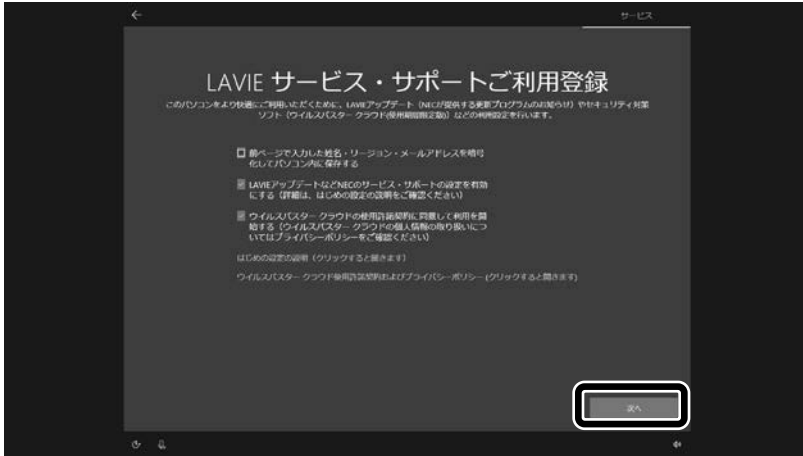 サービス
LAVIE サービス・サポートご利用登録
このパソコンをより快適にご利用いただくために、LAVIEアップデート（NECが提供する更新プログラムのお知らせ）やセキュリティ対策
ソフト（ウイルスバスター クラウド(使用期間限定版)）などの利用設定を行います。
前ページで入力した姓名・リージョン・メールアドレスを暗号
化してパソコン内に保存する
LAVIEアップデートなどNECのサービス・サポートの設定を有効
にする（詳細は、はじめの設定の説明をご確認ください）
ウイルスバスター クラウドの使用許諾契約に同意して利用を開
始する（ウイルスバスター クラウドの個人情報の取り扱いにつ
いてはプライバシーポリシーをご確認ください）
はじめの設定の説明（クリックすると開きます）
ウイルスバスター クラウド使用許諾契約およびプライバシーポリシー (クリックすると開きます)
次へ